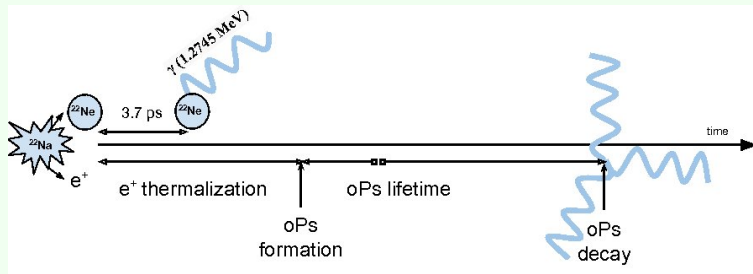 γ (1.2745 MeV)
²²Ne
3.7 ps
²²Ne
²²Na
time
e⁺
e⁺ thermalization
oPs lifetime
oPs
formation
oPs
decay